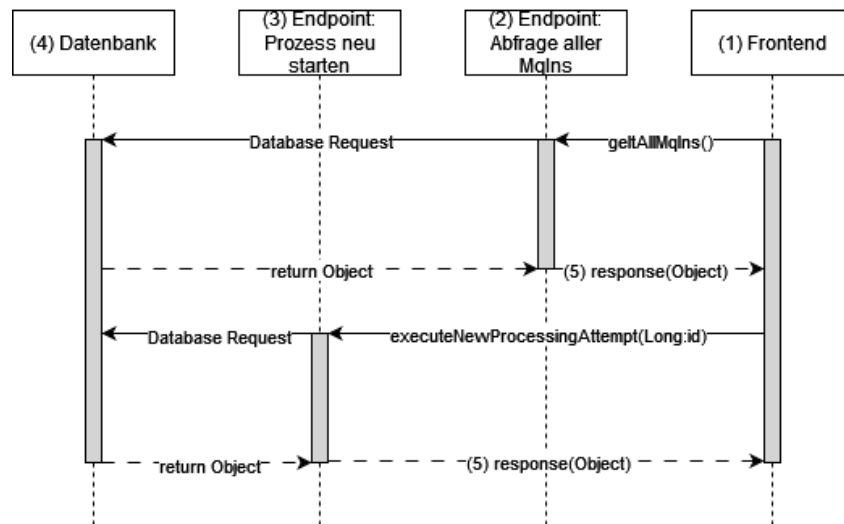 (4) Datenbank
(3) Endpoint:
Prozess neu
starten
(2) Endpoint:
Abfrage aller
MqIns
(1) Frontend
Database Request
geItAllMqIns()
return Object
(5) response(Object)
Database Request
executeNewProcessingAttempt(Long:id)
return Object
(5) response(Object)